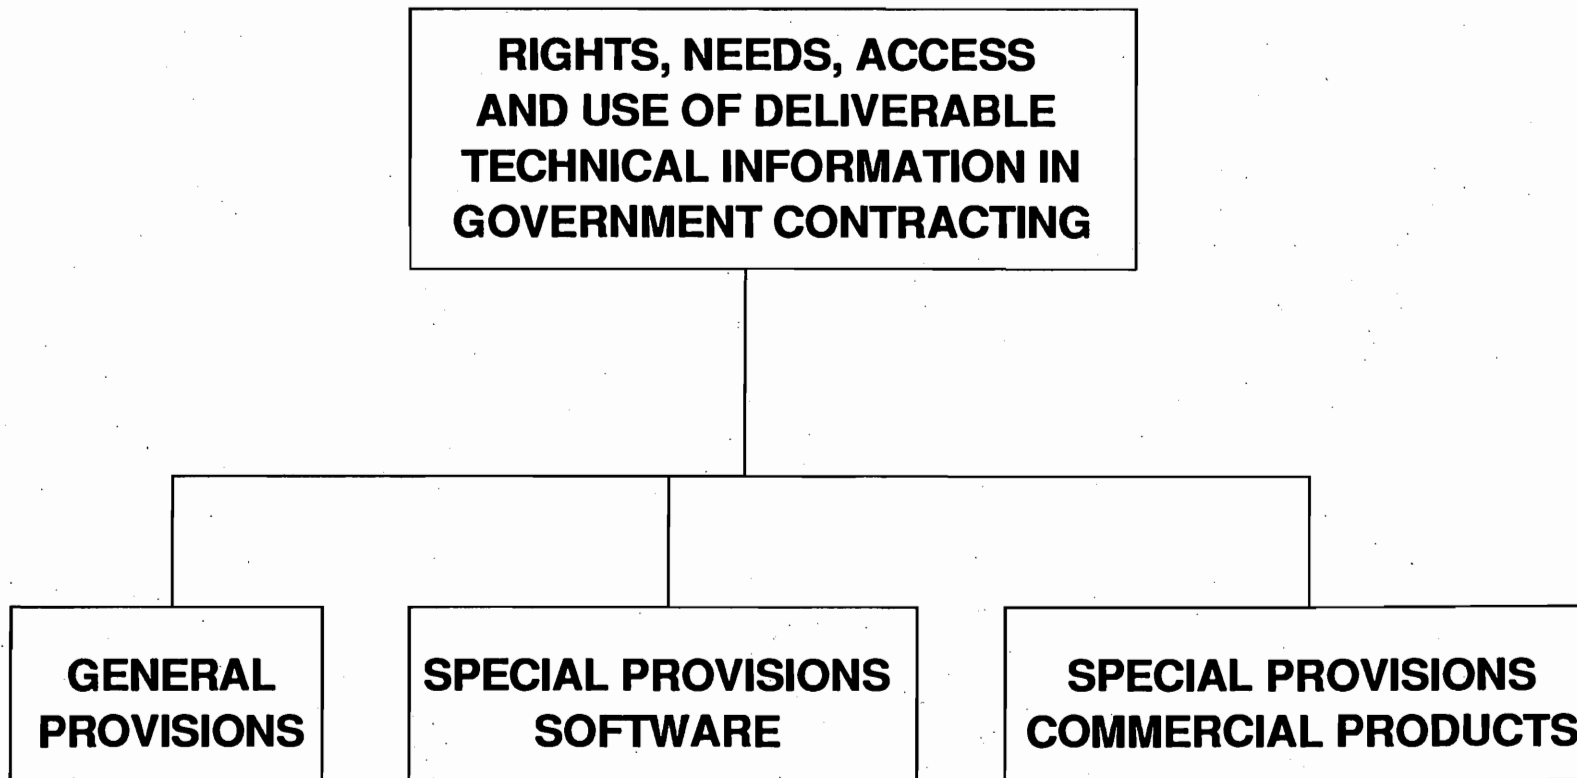 RIGHTS, NEEDS, ACCESS
AND USE OF DELIVERABLE
TECHNICAL INFORMATION IN
GOVERNMENT CONTRACTING
GENERAL
PROVISIONS
SPECIAL PROVISIONS
SOFTWARE
SPECIAL PROVISIONS
COMMERCIAL PRODUCTS